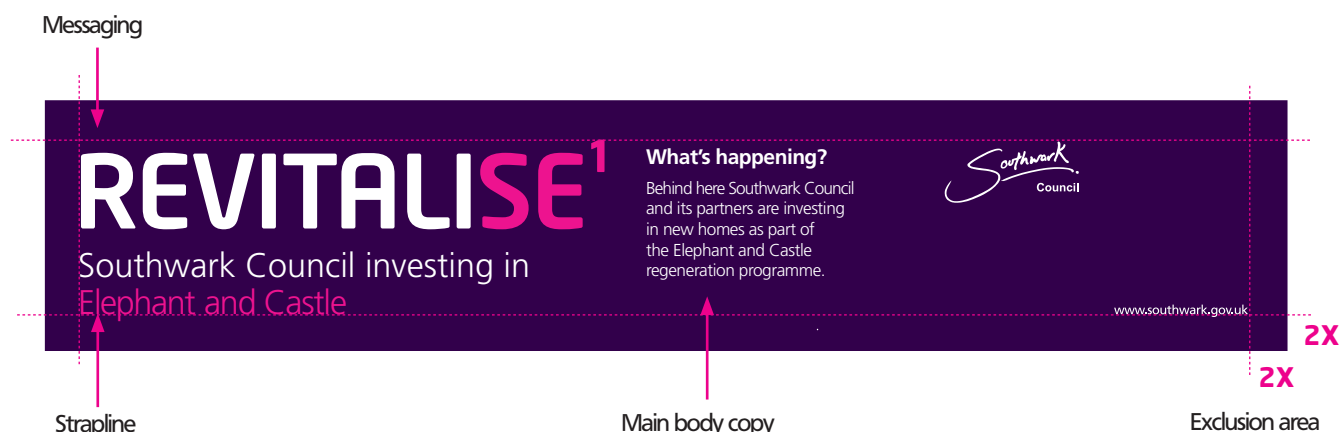 Messaging
REVITALISE¹
Southwark Council investing in
Elephant and Castle
What's happening?
Behind here Southwark Council
and its partners are investing
in new homes as part of
the Elephant and Castle
regeneration programme.
Southwark
Council
www.southwark.gov.uk
2X
2X
Strapline
Main body copy
Exclusion area